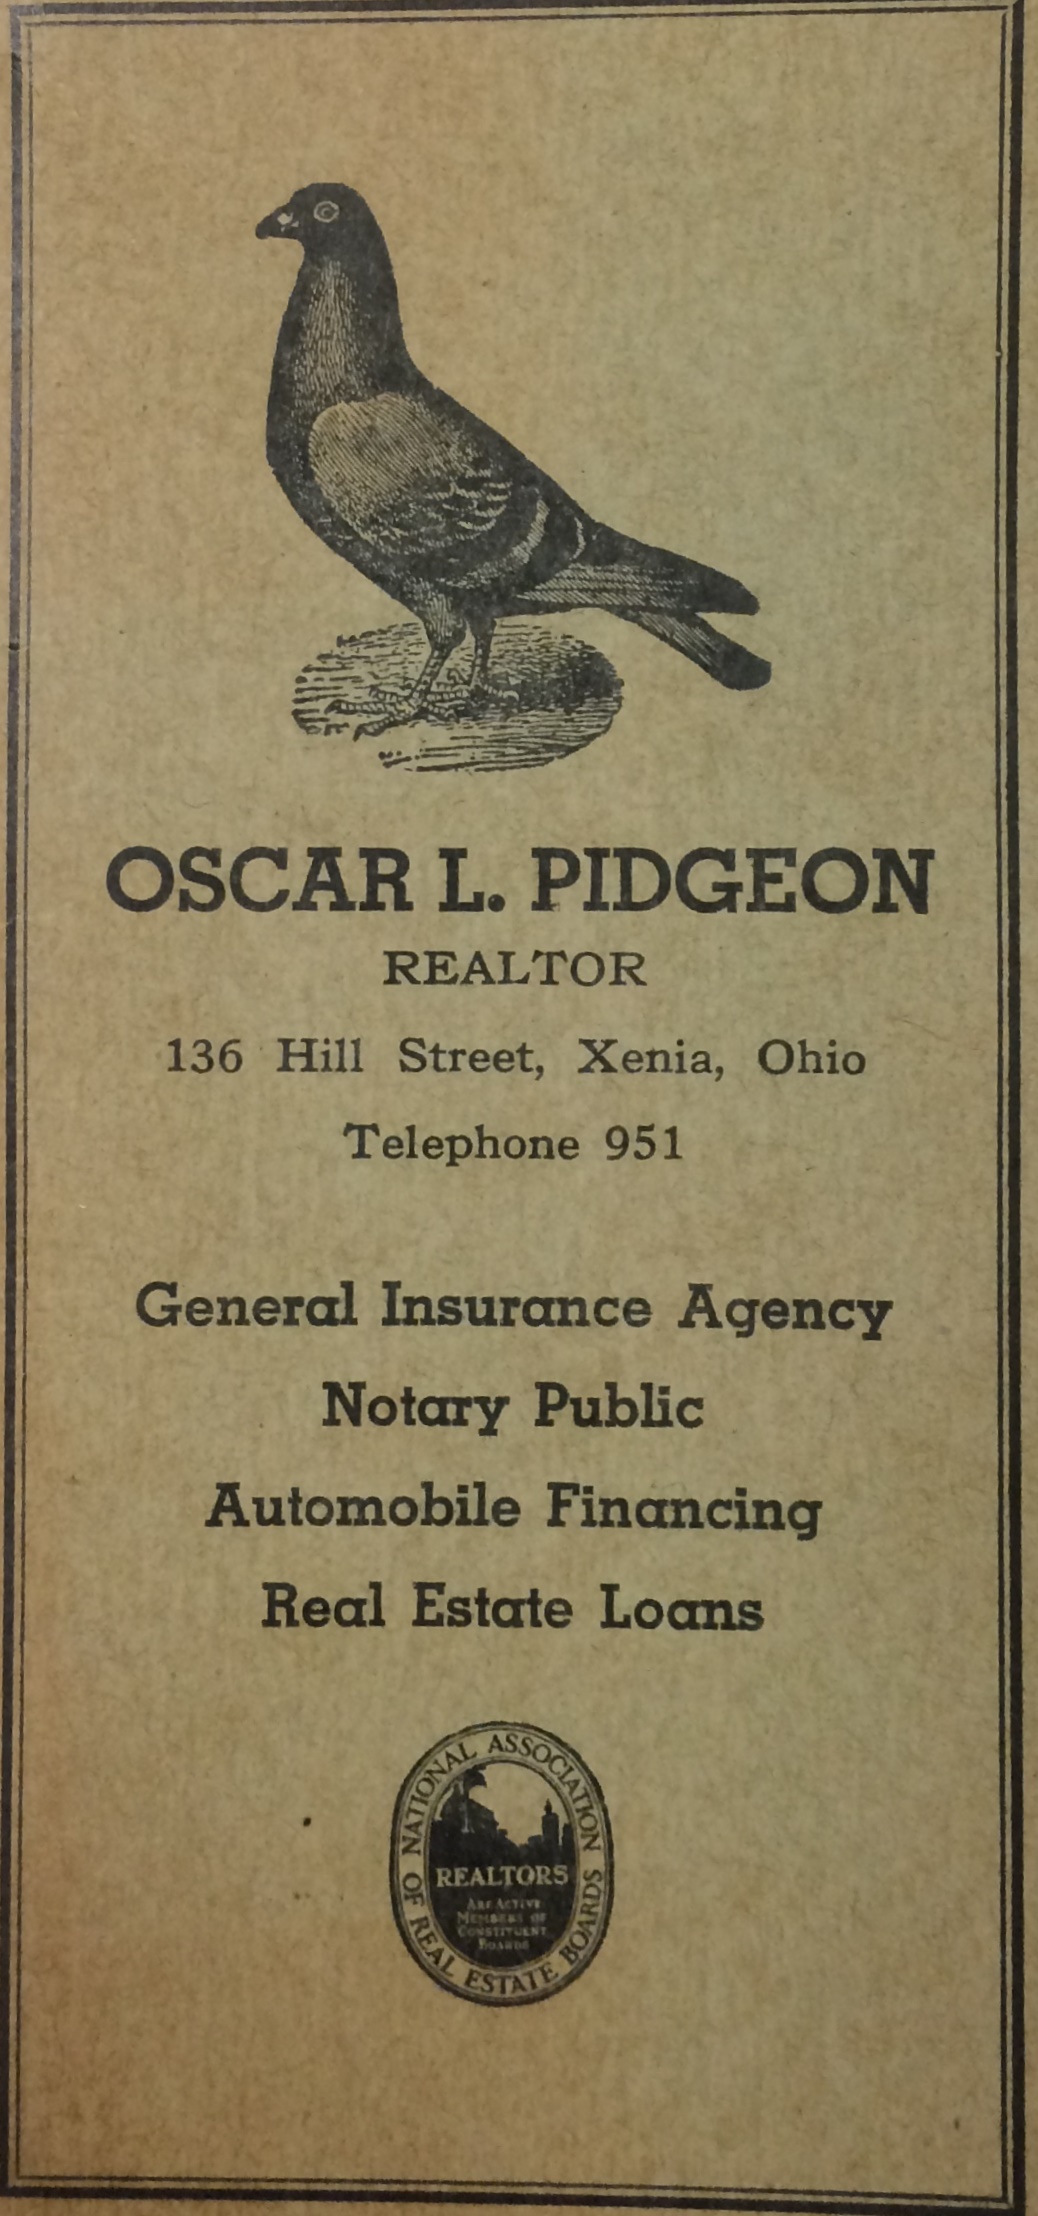 OSCAR L. PIDGEON
REALTOR
136 Hill Street, Xenia, Ohio
Telephone 951
General Insurance Agency
Notary Public
Automobile Financing
Real Estate Loans
NATIONAL ASSOCIATION
OF REAL ESTATE BOARDS
REALTORS
ARE ACTIVE
MEMBERS OF
CONSTITUENT
BOARDS